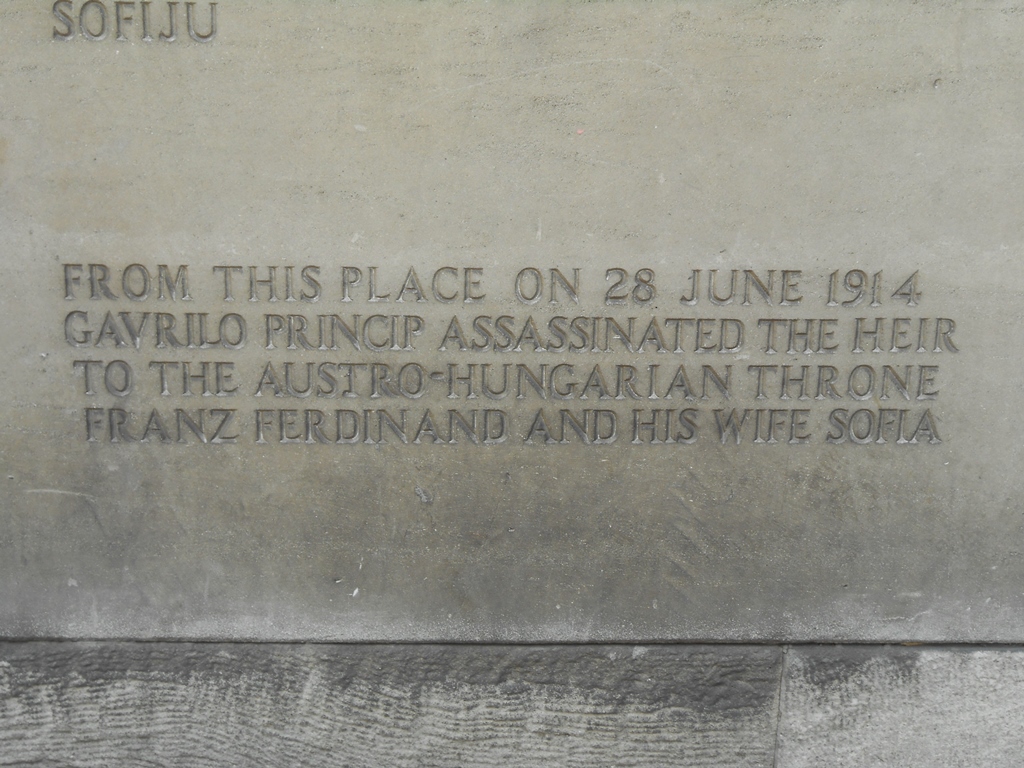 SOFIJU
FROM THIS PLACE ON 28 JUNE 1914
GAVRILO PRINCIP ASSASSINATED THE HEIR
TO THE AUSTRO-HUNGARIAN THRONE
FRANZ FERDINAND AND HIS WIFE SOFIA